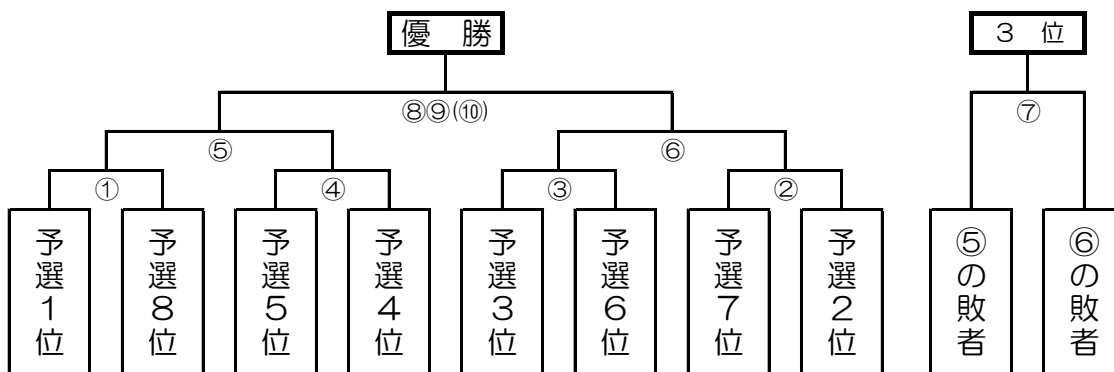 優 勝
3 位
⑧⑨(⑩)
⑦
⑤
⑥
①
④
③
②
予選1位
予選8位
予選5位
予選4位
予選3位
予選6位
予選7位
予選2位
⑤の敗者
⑥の敗者